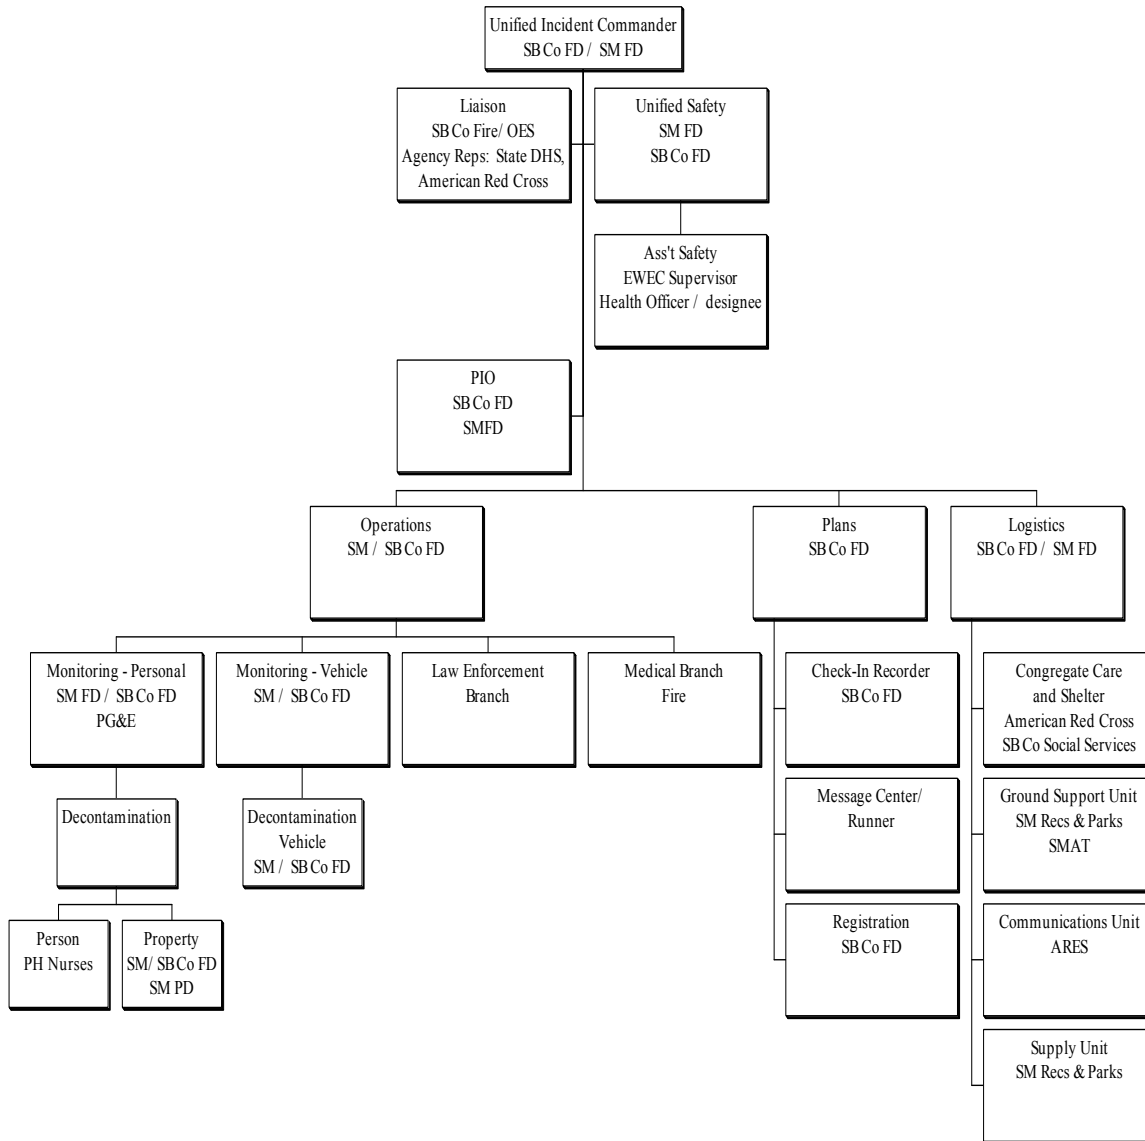 Unified Incident Commander
SB Co FD / SM FD
Liaison
SB Co Fire/ OES
Agency Reps: State DHS,
American Red Cross
Unified Safety
SM FD
SB Co FD
Ass't Safety
EWEC Supervisor
Health Officer / designee
PIO
SB Co FD
SMFD
Operations
SM / SB Co FD
Plans
SB Co FD
Logistics
SB Co FD / SM FD
Monitoring - Personal
SM FD / SB Co FD
PG&E
Monitoring - Vehicle
SM / SB Co FD
Law Enforcement
Branch
Medical Branch
Fire
Check-In Recorder
SB Co FD
Congregate Care
and Shelter
American Red Cross
SB Co Social Services
Decontamination
Decontamination
Vehicle
SM / SB Co FD
Message Center/
Runner
Ground Support Unit
SM Recs & Parks
SMAT
Person
PH Nurses
Property
SM/ SB Co FD
SM PD
Registration
SB Co FD
Communications Unit
ARES
Supply Unit
SM Recs & Parks